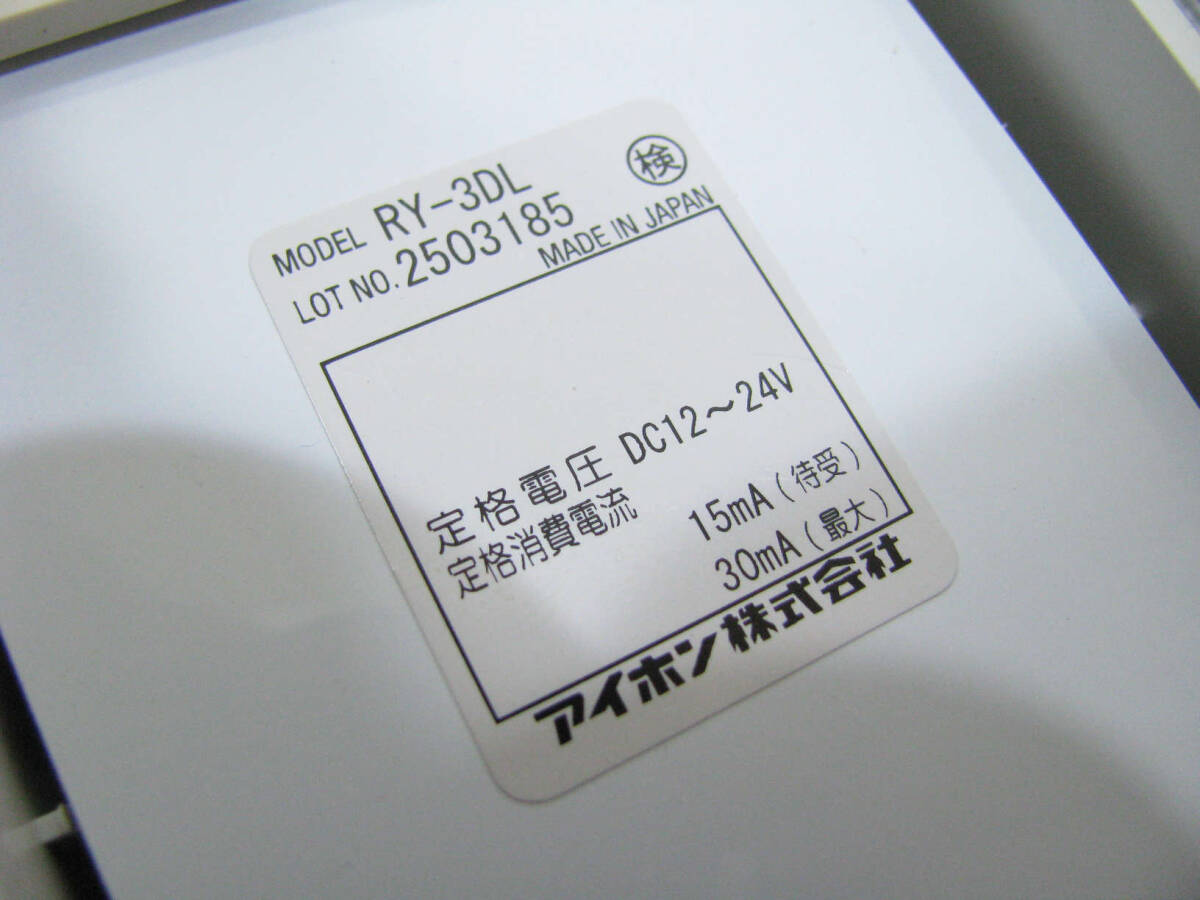 MODEL RY-3DL
検
LOT NO. 2503185
MADE IN JAPAN
定格電圧 DC12～24V
定格消費電流 15mA（待受）
30mA（最大）
アイホン株式会社